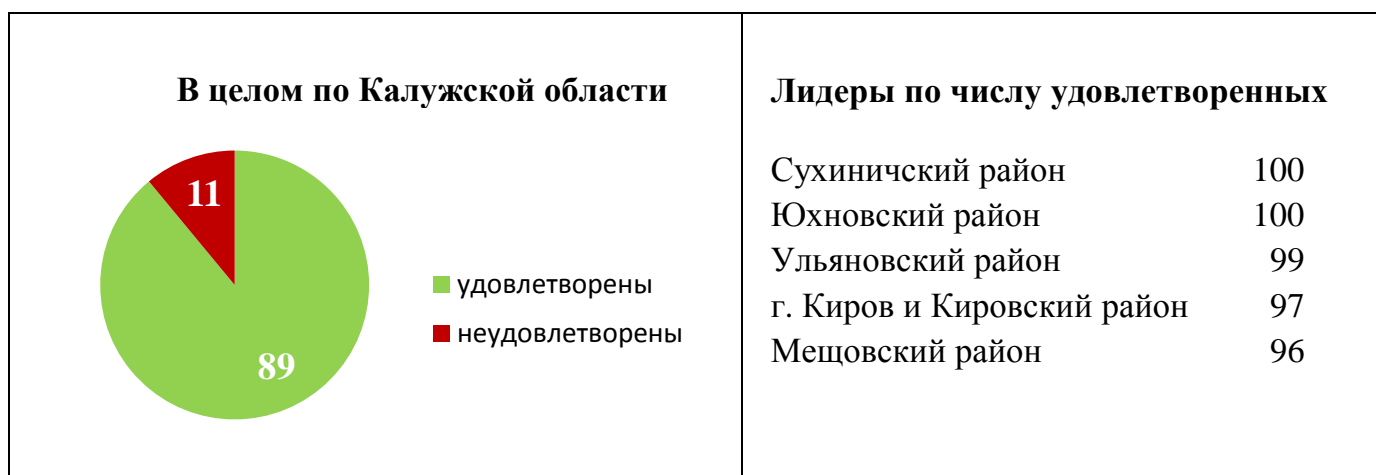 В целом по Калужской области
11
89
удовлетворены
неудовлетворены
Лидеры по числу удовлетворенных
Сухиничский район 100
Юхновский район 100
Ульяновский район 99
г. Киров и Кировский район 97
Мещовский район 96